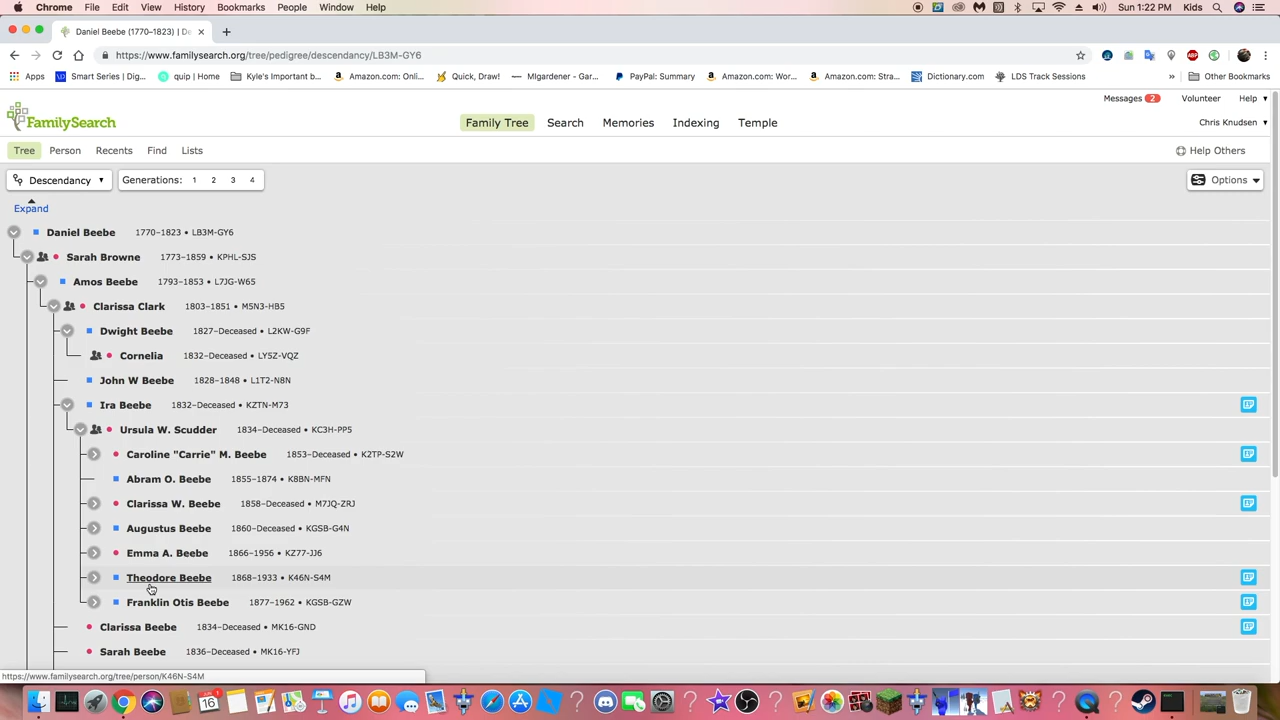 Chrome File Edit View History Bookmarks People Window Help Sun 1:22 PM Kids
Daniel Beebe (1770–1823) | De
https://www.familysearch.org/tree/pedigree/descendancy/LB3M-GY6
Apps Smart Series | Dig... quip | Home Kyle's Important b... Amazon.com: Onli... Quick, Draw! MIgardener - Gar... PayPal: Summary Amazon.com: Wor... Amazon.com: Stra... Dictionary.com LDS Track Sessions » Other Bookmarks
Messages 2 Volunteer Help
FamilySearch Family Tree Search Memories Indexing Temple Chris Knudsen
Tree Person Recents Find Lists Help Others
Descendancy Generations: 1 2 3 4 Options
Expand
Daniel Beebe 1770–1823 • LB3M-GY6
Sarah Browne 1773–1859 • KPHL-SJS
Amos Beebe 1793–1853 • L7JG-W65
Clarissa Clark 1803–1851 • M5N3-HB5
Dwight Beebe 1827–Deceased • L2KW-G9F
Cornelia 1832–Deceased • LY5Z-VQZ
John W Beebe 1828–1848 • L1T2-N8N
Ira Beebe 1832–Deceased • KZTN-M73
Ursula W. Scudder 1834–Deceased • KC3H-PP5
Caroline "Carrie" M. Beebe 1853–Deceased • K2TP-S2W
Abram O. Beebe 1855–1874 • K8BN-MFN
Clarissa W. Beebe 1858–Deceased • M7JQ-ZRJ
Augustus Beebe 1860–Deceased • KGSB-G4N
Emma A. Beebe 1866–1956 • KZ77-JJ6
Theodore Beebe 1868–1933 • K46N-S4M
Franklin Otis Beebe 1877–1962 • KGSB-GZW
Clarissa Beebe 1834–Deceased • MK16-GND
Sarah Beebe 1836–Deceased • MK16-YFJ
https://www.familysearch.org/tree/person/K46N-S4M